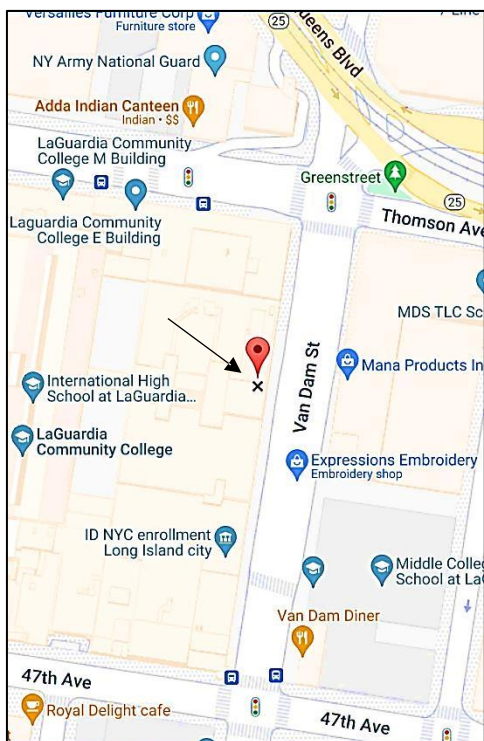 Versailles Furniture Corp
Furniture store
25
Queens Blvd
NY Army National Guard
Adda Indian Canteen
Indian • $$
LaGuardia Community
College M Building
Greenstreet
25
Laguardia Community
College E Building
Thomson Ave
MDS TLC Sc
Mana Products In
Van Dam St
International High
School at LaGuardia...
LaGuardia
Community College
Expressions Embroidery
Embroidery shop
ID NYC enrollment
Long Island city
Middle Colleg
School at LaG
Van Dam Diner
47th Ave
Royal Delight cafe
47th Ave